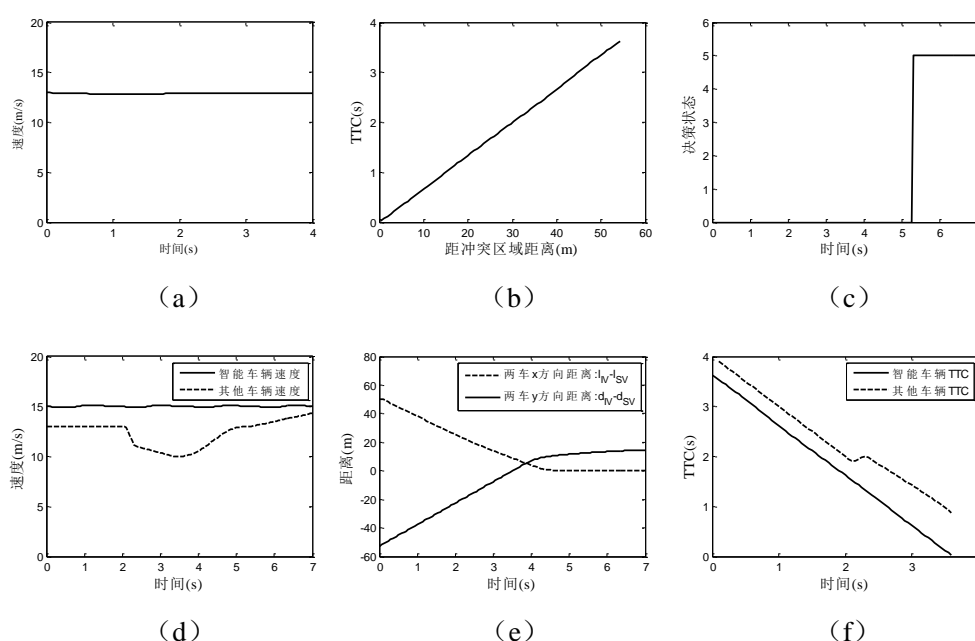 20
15
10
5
0
速度(m/s)
0 1 2 3 4
时间(s)
(a)
4
3
2
1
0
TTC(s)
0 10 20 30 40 50 60
距冲突区域距离(m)
(b)
6
5
4
3
2
1
0
决策状态
0 1 2 3 4 5 6
时间(s)
(c)
20
15
10
5
0
速度(m/s)
智能车辆速度
其他车辆速度
0 1 2 3 4 5 6 7
时间(s)
(d)
80
60
40
20
0
-20
-40
-60
距离(m)
两车x方向距离:l_IV-l_SV
两车y方向距离:d_IV-d_SV
0 1 2 3 4 5 6 7
时间(s)
(e)
4
3
2
1
0
TTC(s)
智能车辆TTC
其他车辆TTC
0 1 2 3
时间(s)
(f)